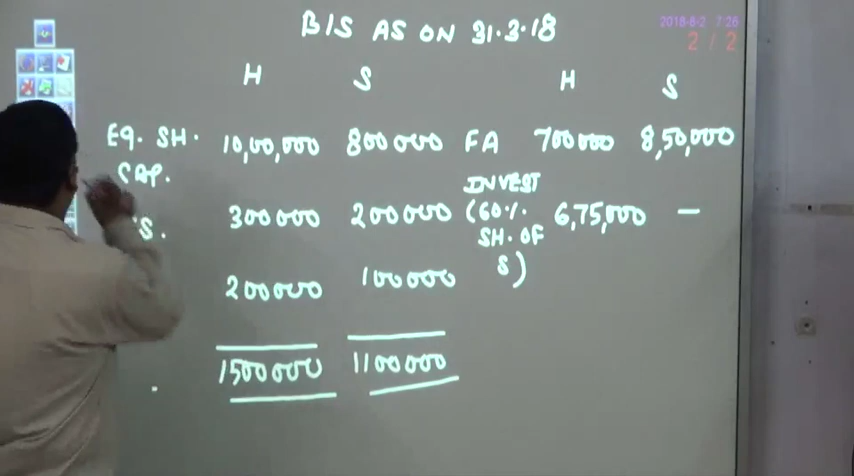 2018-6-2 7:26
2 / 2
B/S AS ON 31.3.18
H S H S
EQ. SH. 10,00,000 800000 FA 700000 8,50,000
CAP. INVEST
S. 300000 200000 (60% 6,75,000 —
SH. OF
200000 100000 S)
1500000 1100000